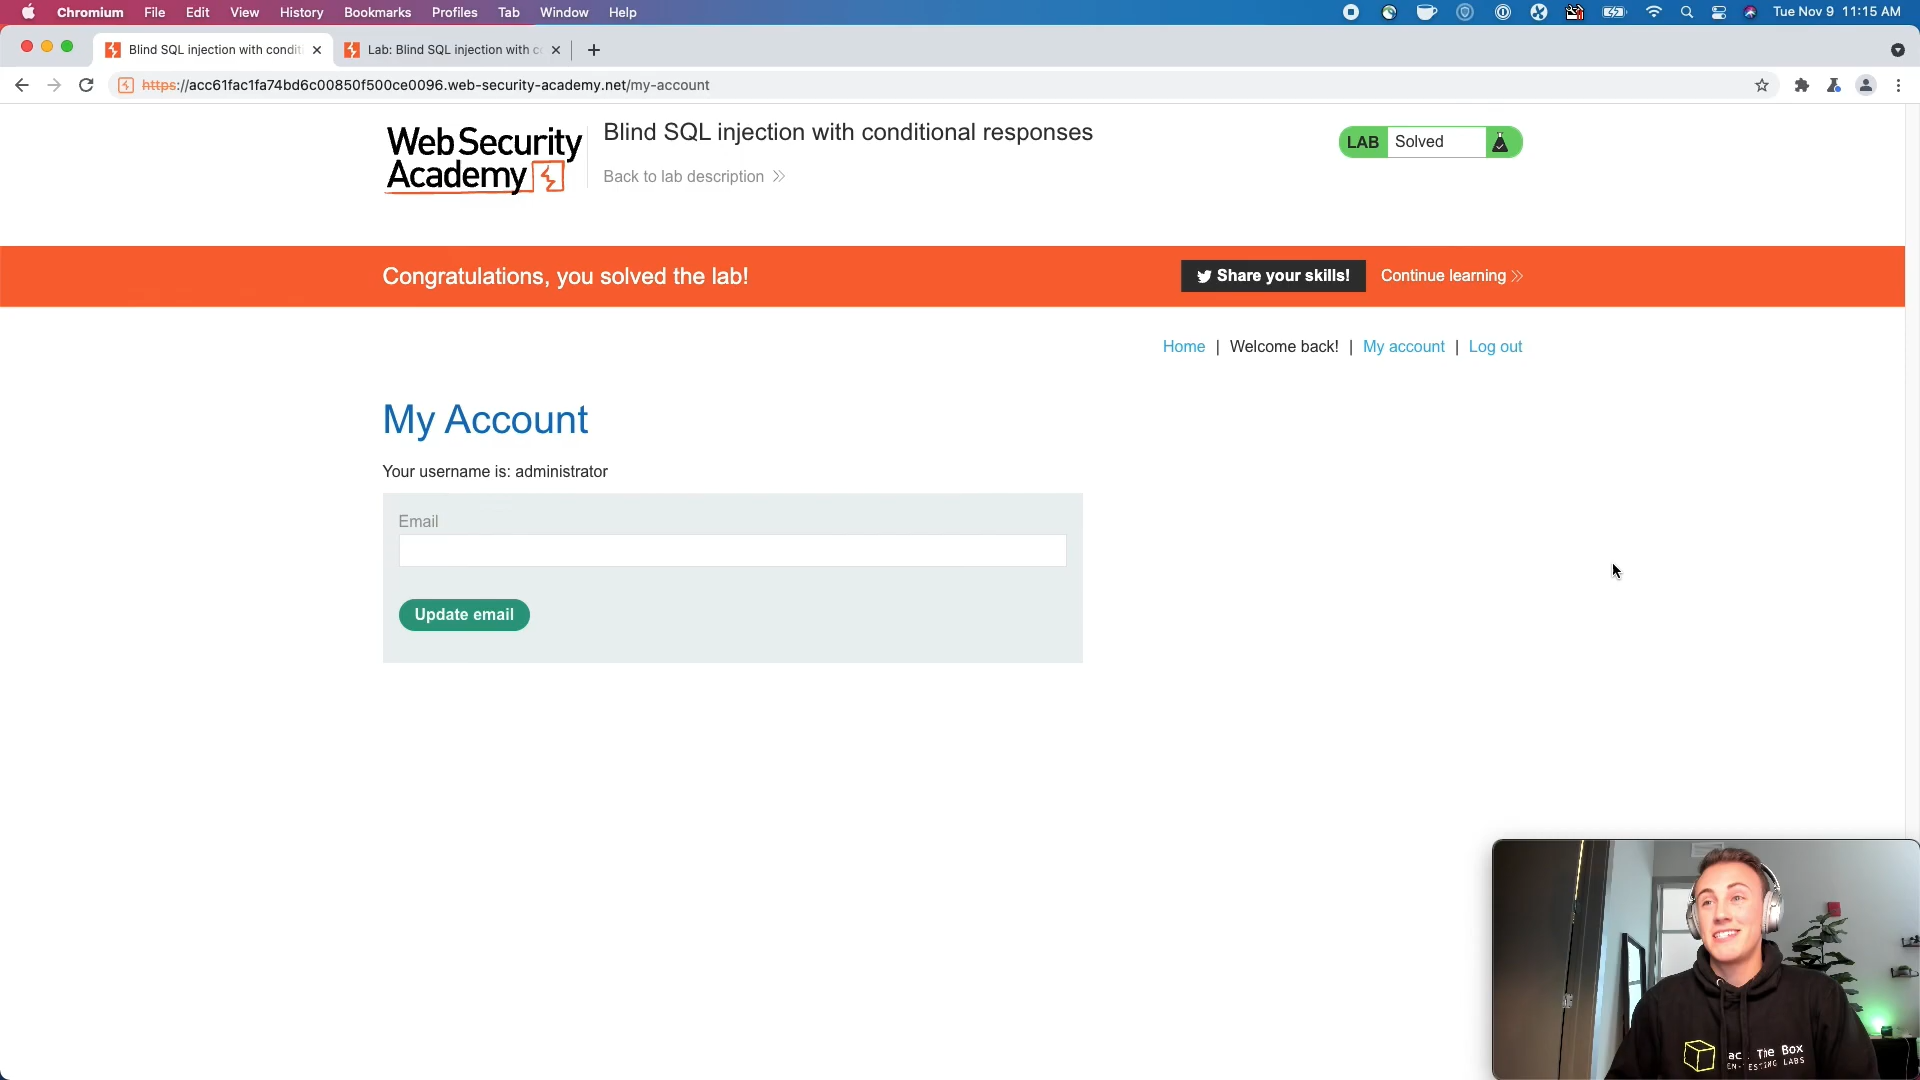 Chromium File Edit View History Bookmarks Profiles Tab Window Help Tue Nov 9 11:15 AM
Blind SQL injection with condit Lab: Blind SQL injection with c
https://acc61fac1fa74bd6c00850f500ce0096.web-security-academy.net/my-account
Web Security
Academy
Blind SQL injection with conditional responses
Back to lab description
LAB Solved
Congratulations, you solved the lab!
Share your skills! Continue learning
Home | Welcome back! | My account | Log out
My Account
Your username is: administrator
Email
Update email
The Box
LABS